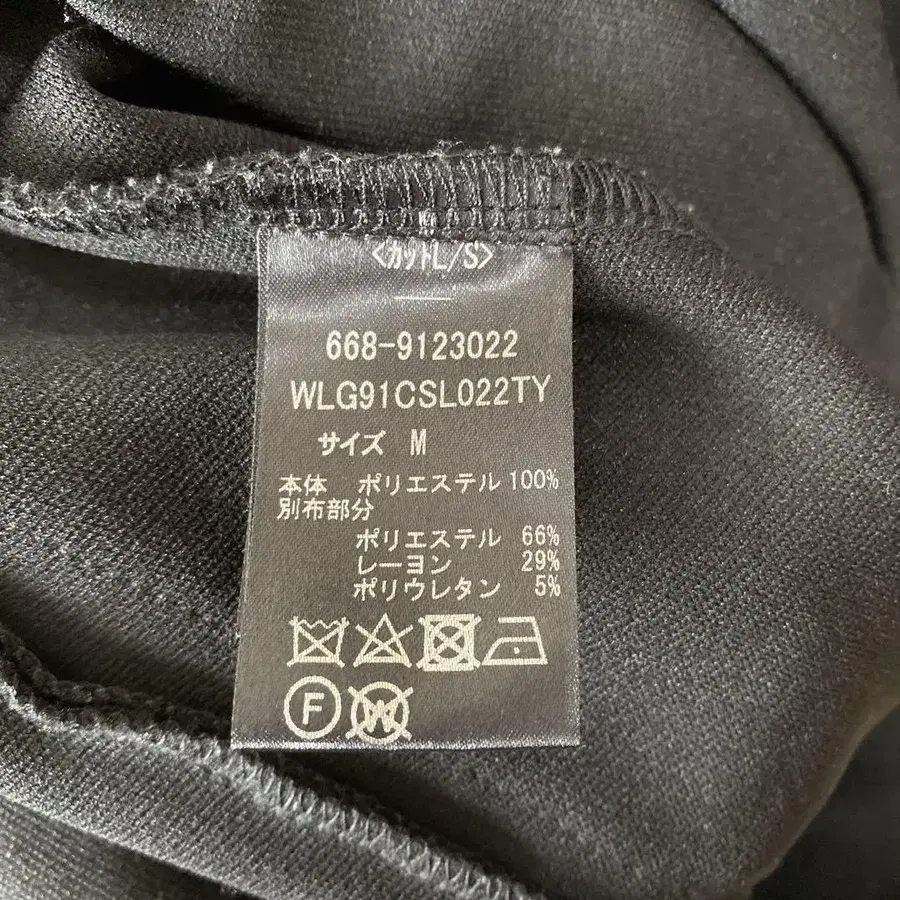 <カットL/S>
668-9123022
WLG91CSL022TY
サイズ M
本体 ポリエステル 100%
別布部分
ポリエステル 66%
レーヨン 29%
ポリウレタン 5%
F
W